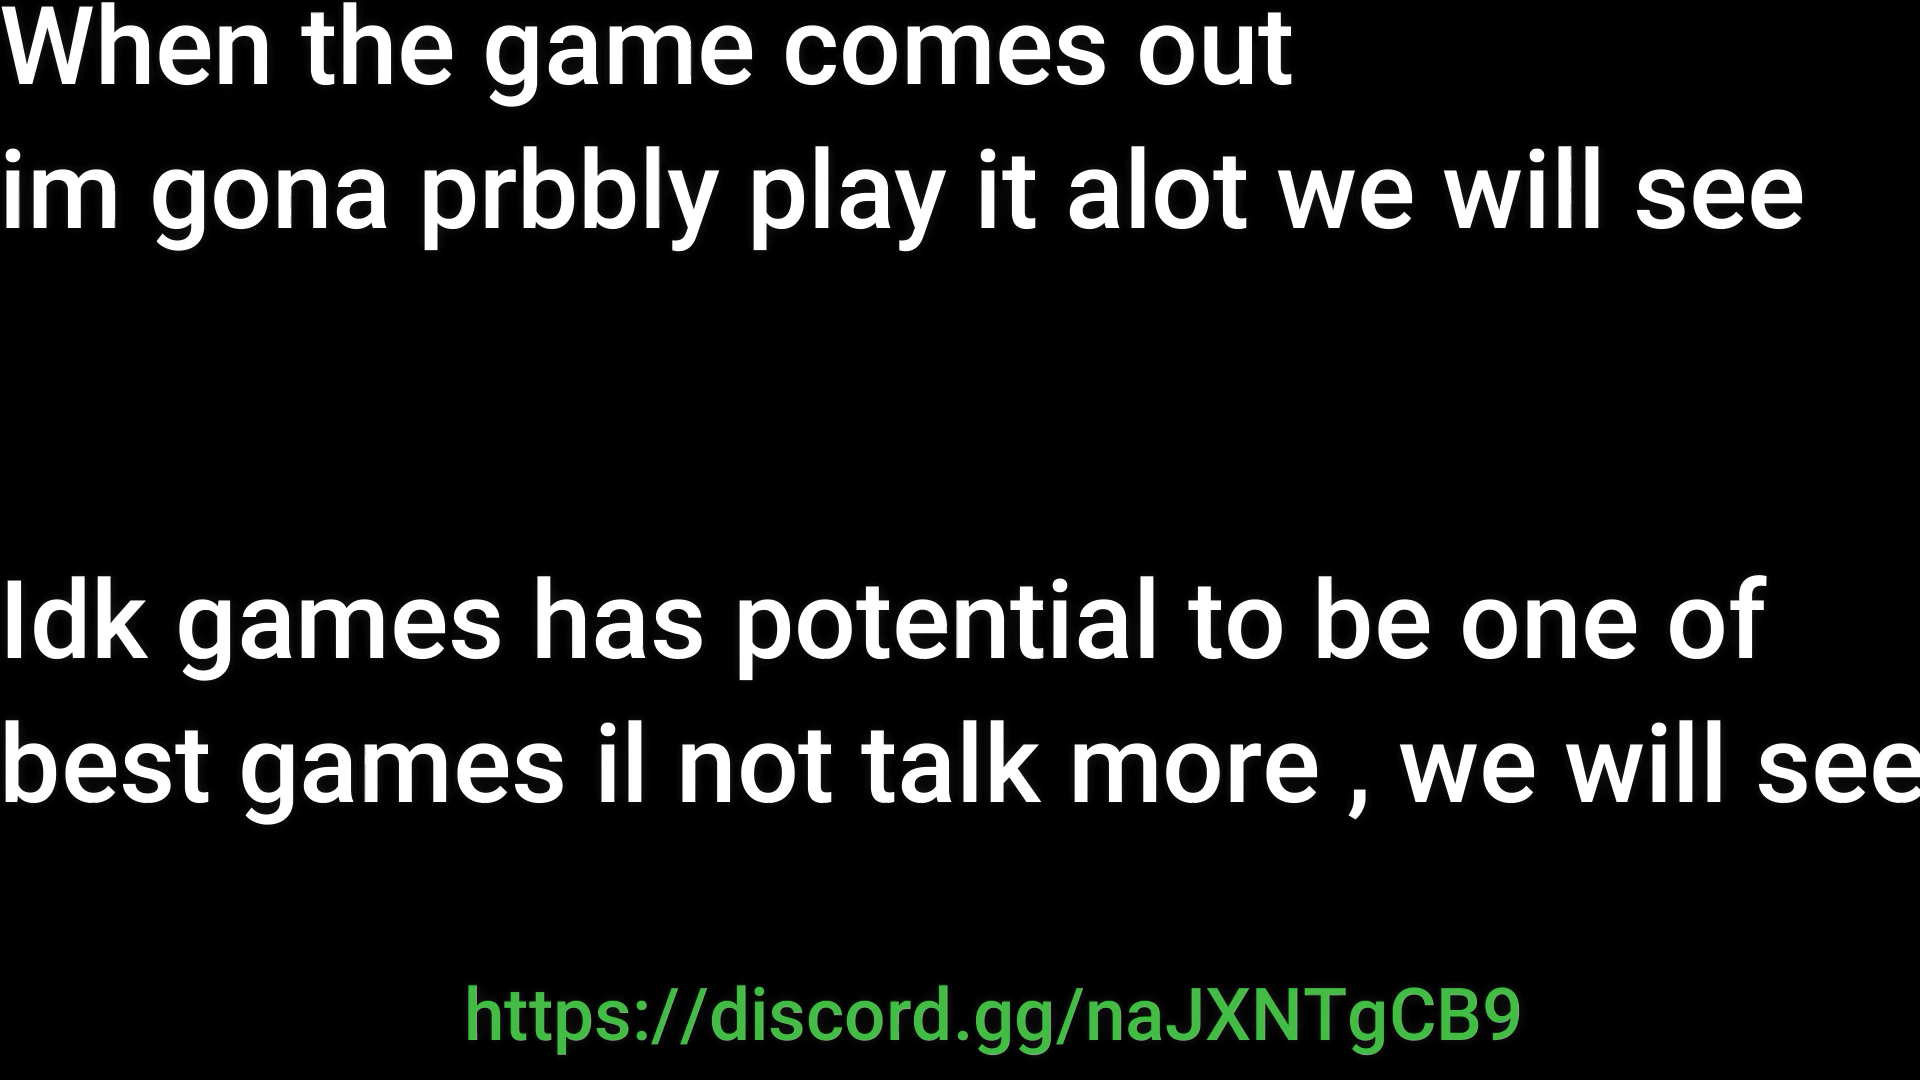 When the game comes out
im gona prbbly play it alot we will see
Idk games has potential to be one of
best games il not talk more , we will see
https://discord.gg/naJXNTgCB9